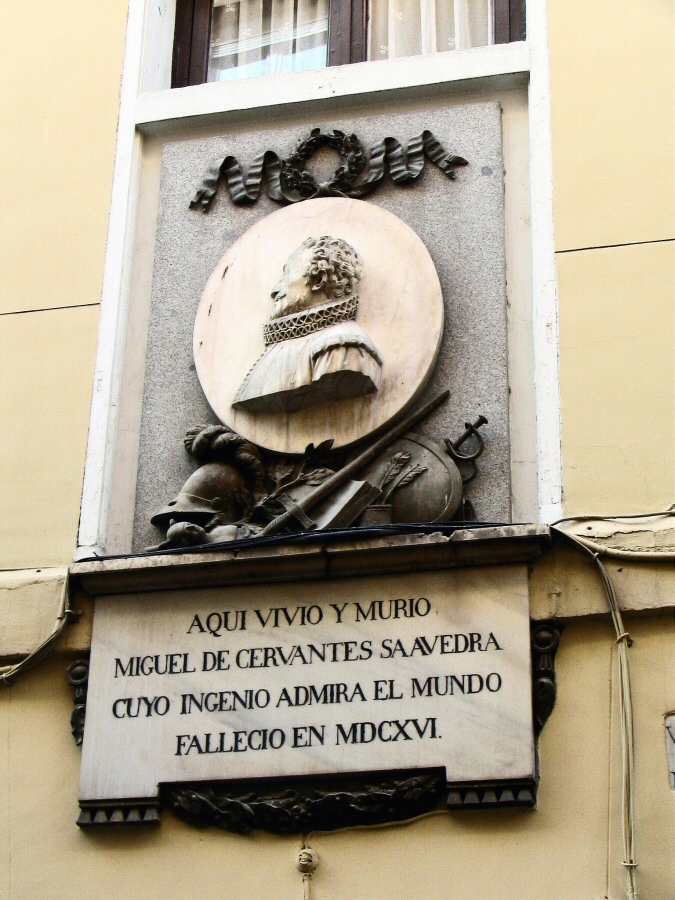 AQUI VIVIO Y MURIO
MIGUEL DE CERVANTES SAAVEDRA
CUYO INGENIO ADMIRA EL MUNDO
FALLECIO EN MDCXVI.